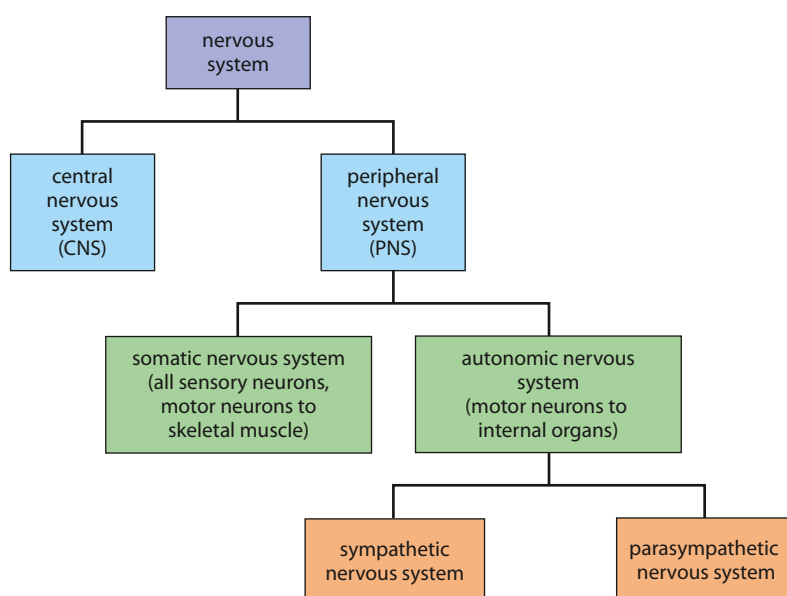 nervous
system
central
nervous
system
(CNS)
peripheral
nervous
system
(PNS)
somatic nervous system
(all sensory neurons,
motor neurons to
skeletal muscle)
autonomic nervous
system
(motor neurons to
internal organs)
sympathetic
nervous system
parasympathetic
nervous system